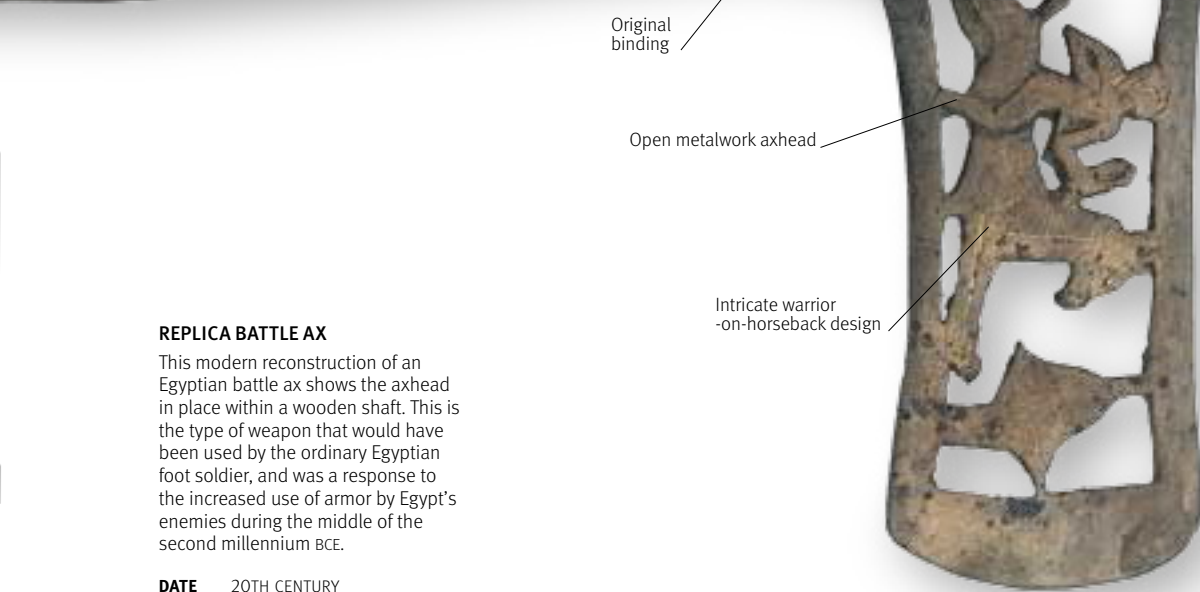 Original
binding
Open metalwork axhead
Intricate warrior
-on-horseback design
REPLICA BATTLE AX
This modern reconstruction of an
Egyptian battle ax shows the axhead
in place within a wooden shaft. This is
the type of weapon that would have
been used by the ordinary Egyptian
foot soldier, and was a response to
the increased use of armor by Egypt’s
enemies during the middle of the
second millennium BCE.
DATE 20TH CENTURY